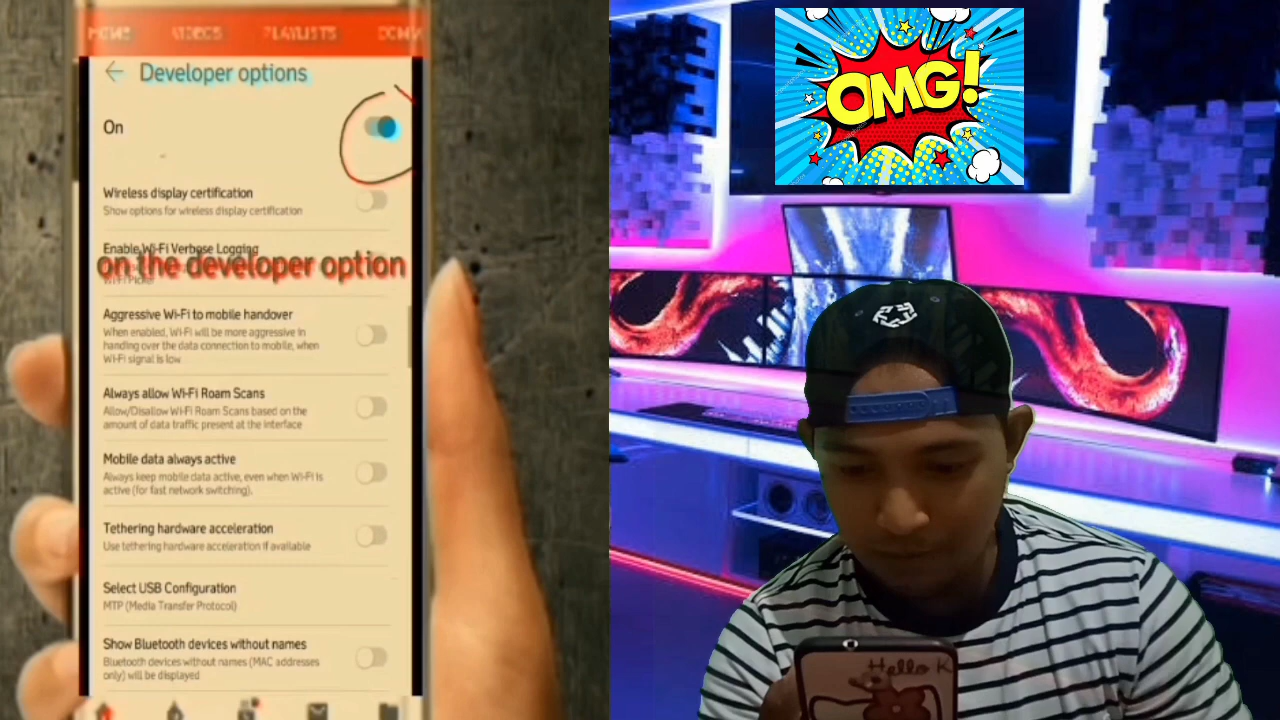 HOME VIDEOS PLAYLISTS
Developer options
On
Wireless display certification
Show options for wireless display certification
Enable Wi-Fi Verbose Logging
on the developer option
Aggressive Wi-Fi to mobile handover
When enabled, Wi-Fi will be more aggressive in
handing over the data connection to mobile, when
Wi-Fi signal is low
Always allow Wi-Fi Roam Scans
Allow/Disallow Wi-Fi Roam Scans based on the
amount of data traffic present at the interface
Mobile data always active
Always keep mobile data active, even when Wi-Fi is
active (for fast network switching).
Tethering hardware acceleration
Use tethering hardware acceleration if available
Select USB Configuration
MTP (Media Transfer Protocol)
Show Bluetooth devices without names
Bluetooth devices without names (MAC addresses
only) will be displayed
OMG!
Hello K